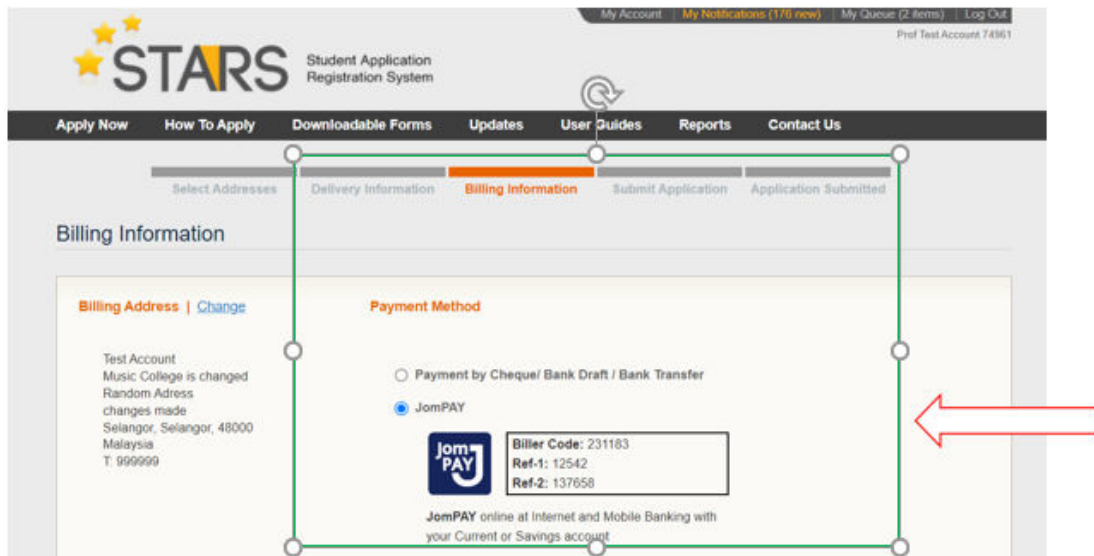 My Account | My Notifications (176 new) | My Queue (2 items) | Log Out
Prof Test Account 74961
STARS
Student Application
Registration System
Apply Now How To Apply Downloadable Forms Updates User Guides Reports Contact Us
Select Addresses Delivery Information Billing Information Submit Application Application Submitted
Billing Information
Billing Address | Change
Payment Method
Test Account
Music College is changed
Random Adress
changes made
Selangor, Selangor, 48000
Malaysia
T: 999999
Payment by Cheque/ Bank Draft / Bank Transfer
JomPAY
Jom
PAY
Biller Code: 231183
Ref-1: 12542
Ref-2: 137658
JomPAY online at Internet and Mobile Banking with
your Current or Savings account